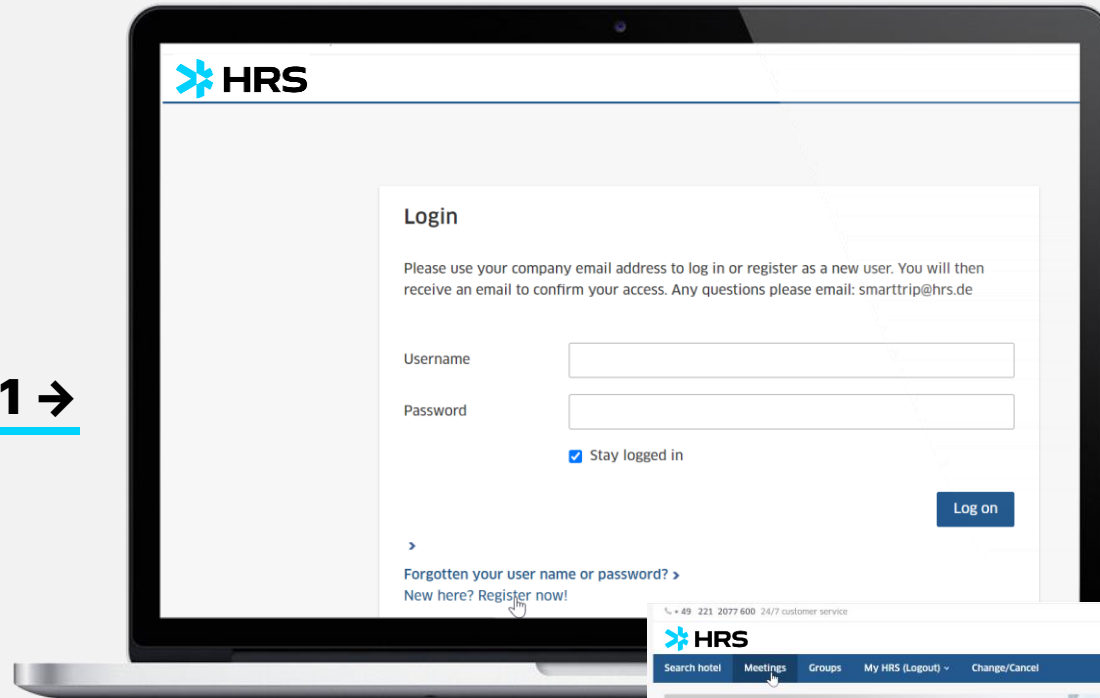 HRS
Login
Please use your company email address to log in or register as a new user. You will then
receive an email to confirm your access. Any questions please email: smarttrip@hrs.de
Username
Password
Stay logged in
Log on
Forgotten your user name or password? >
New here? Register now!
1 →
+ 49 221 2077 600 24/7 customer service
HRS
Search hotel Meetings Groups My HRS (Logout) Change/Cancel